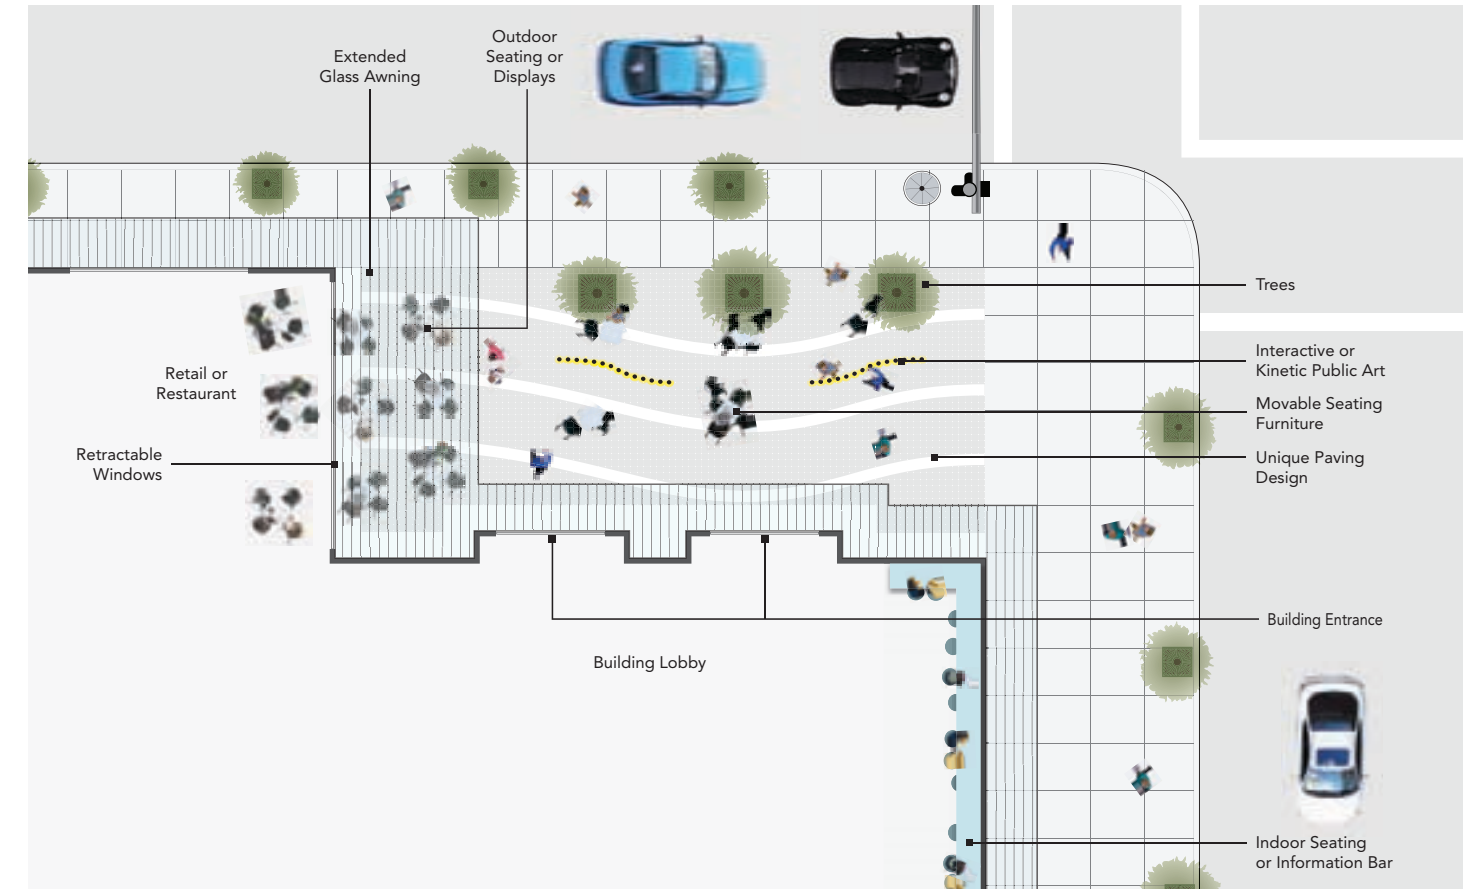 Outdoor
Seating or
Displays
Extended
Glass Awning
Trees
Interactive or
Kinetic Public Art
Retail or
Restaurant
Movable Seating
Furniture
Retractable
Windows
Unique Paving
Design
Building Entrance
Building Lobby
Indoor Seating
or Information Bar